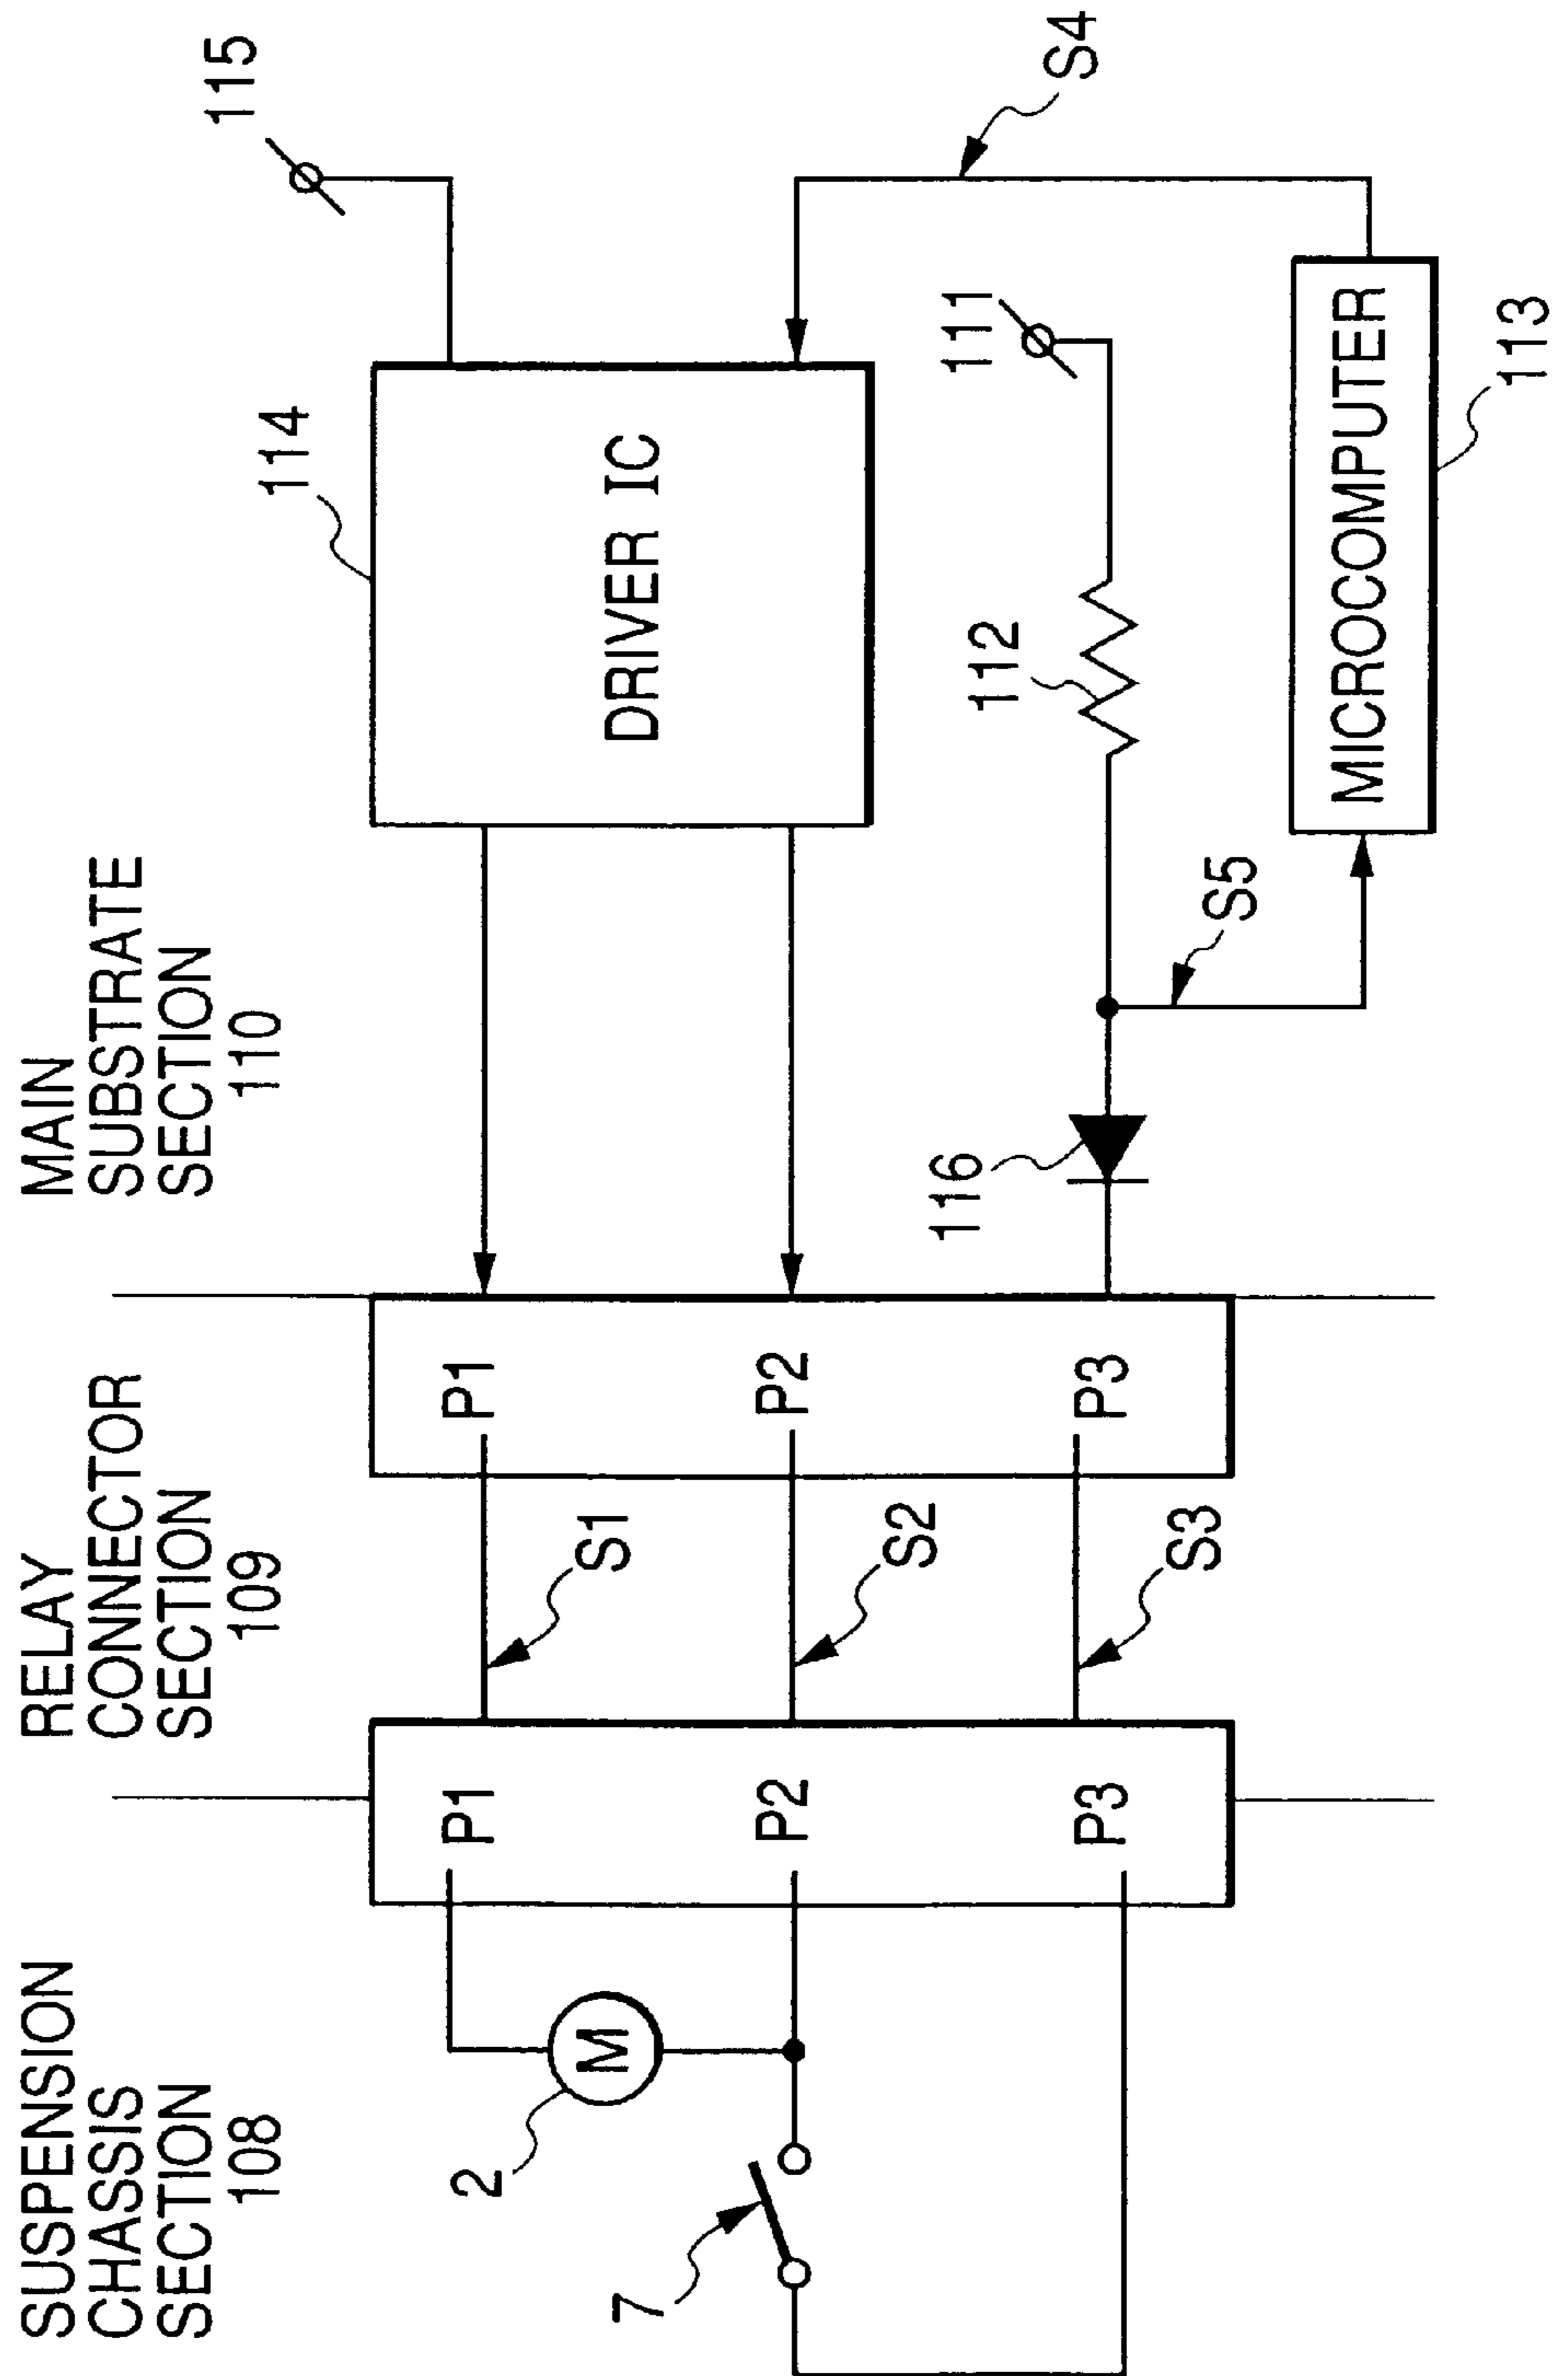 SUSPENSION
CHASSIS
SECTION
108
RELAY
CONNECTOR
SECTION
109
MAIN
SUBSTRATE
SECTION
110
115
114
DRIVER IC
P1
P1
S1
2
M
7
P2
P2
S2
P3
P3
S3
116
112
111
S4
S5
MICROCOMPUTER
113